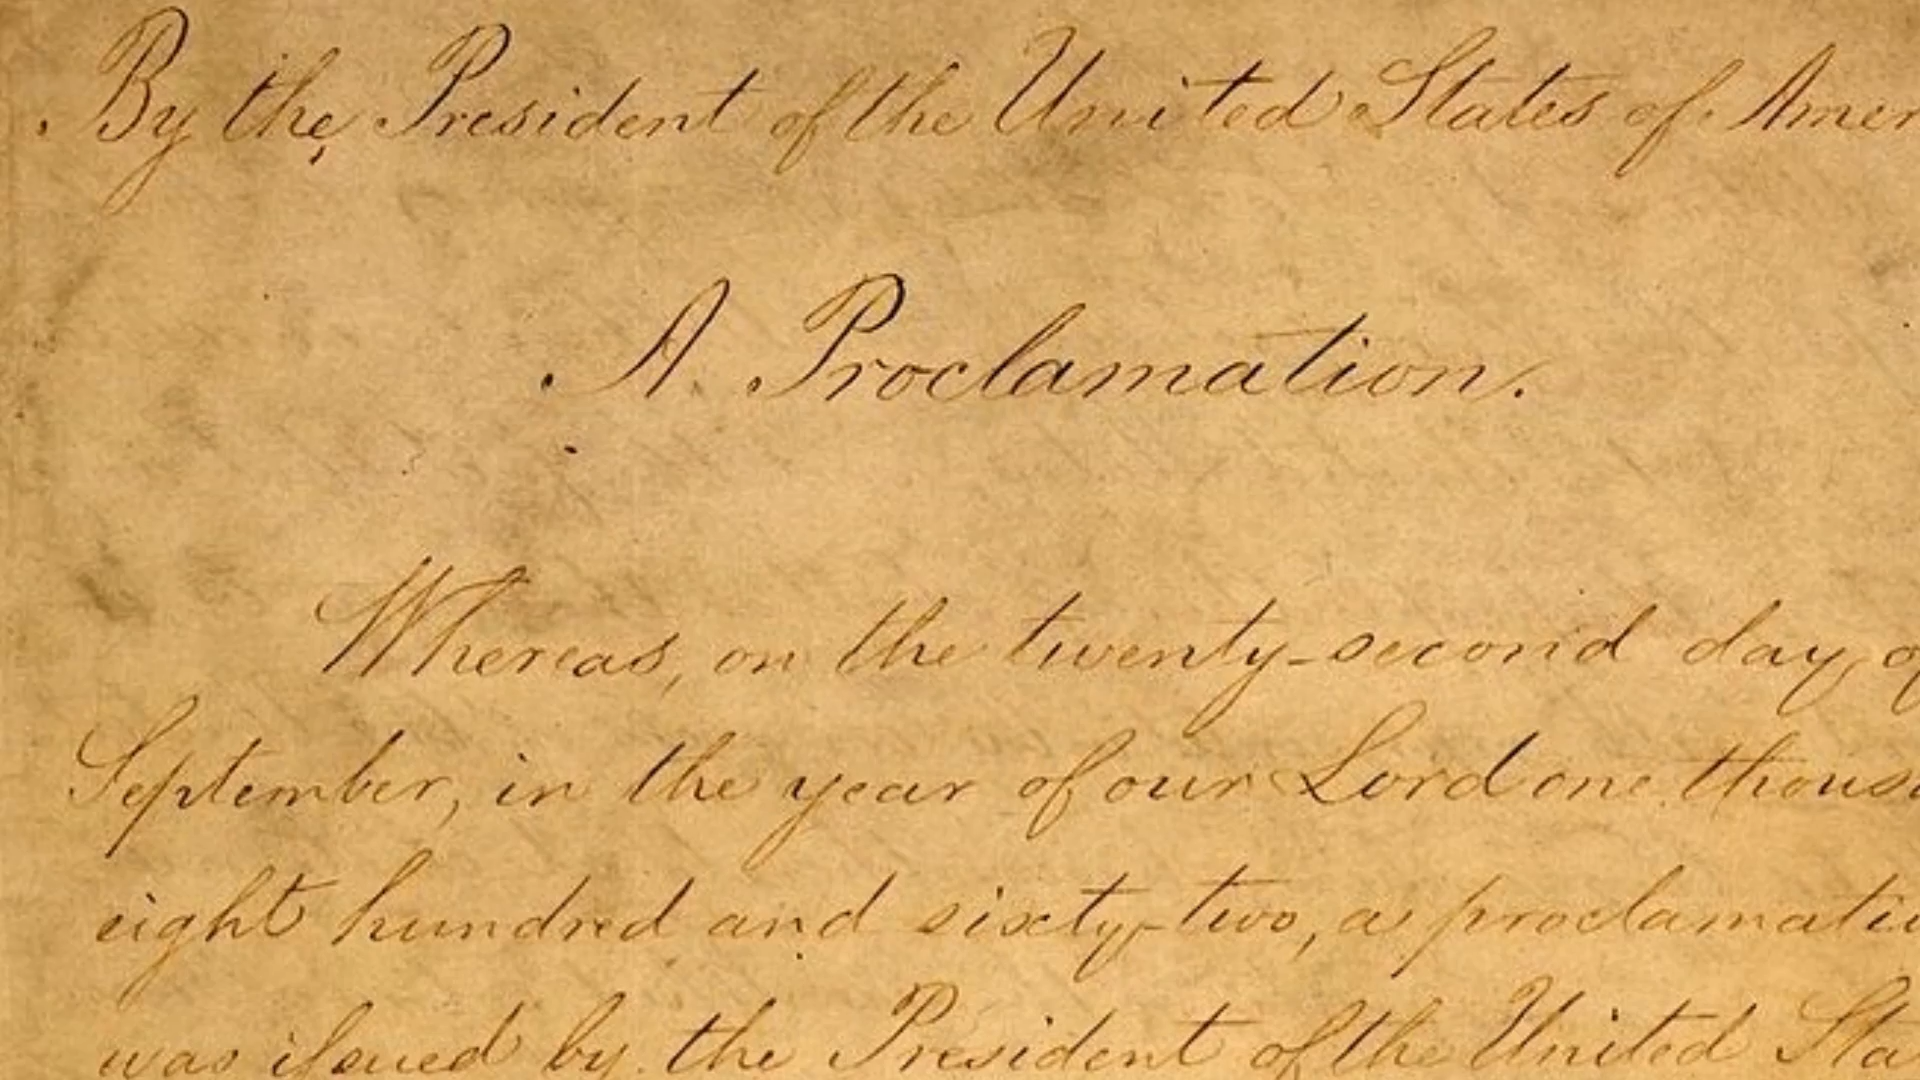 By the President of the United States of Amer
A Proclamation.
Whereas, on the twenty-second day of
September, in the year of our Lord one thousa
eight hundred and sixty-two, a proclamatio
was issued by the President of the United Sta